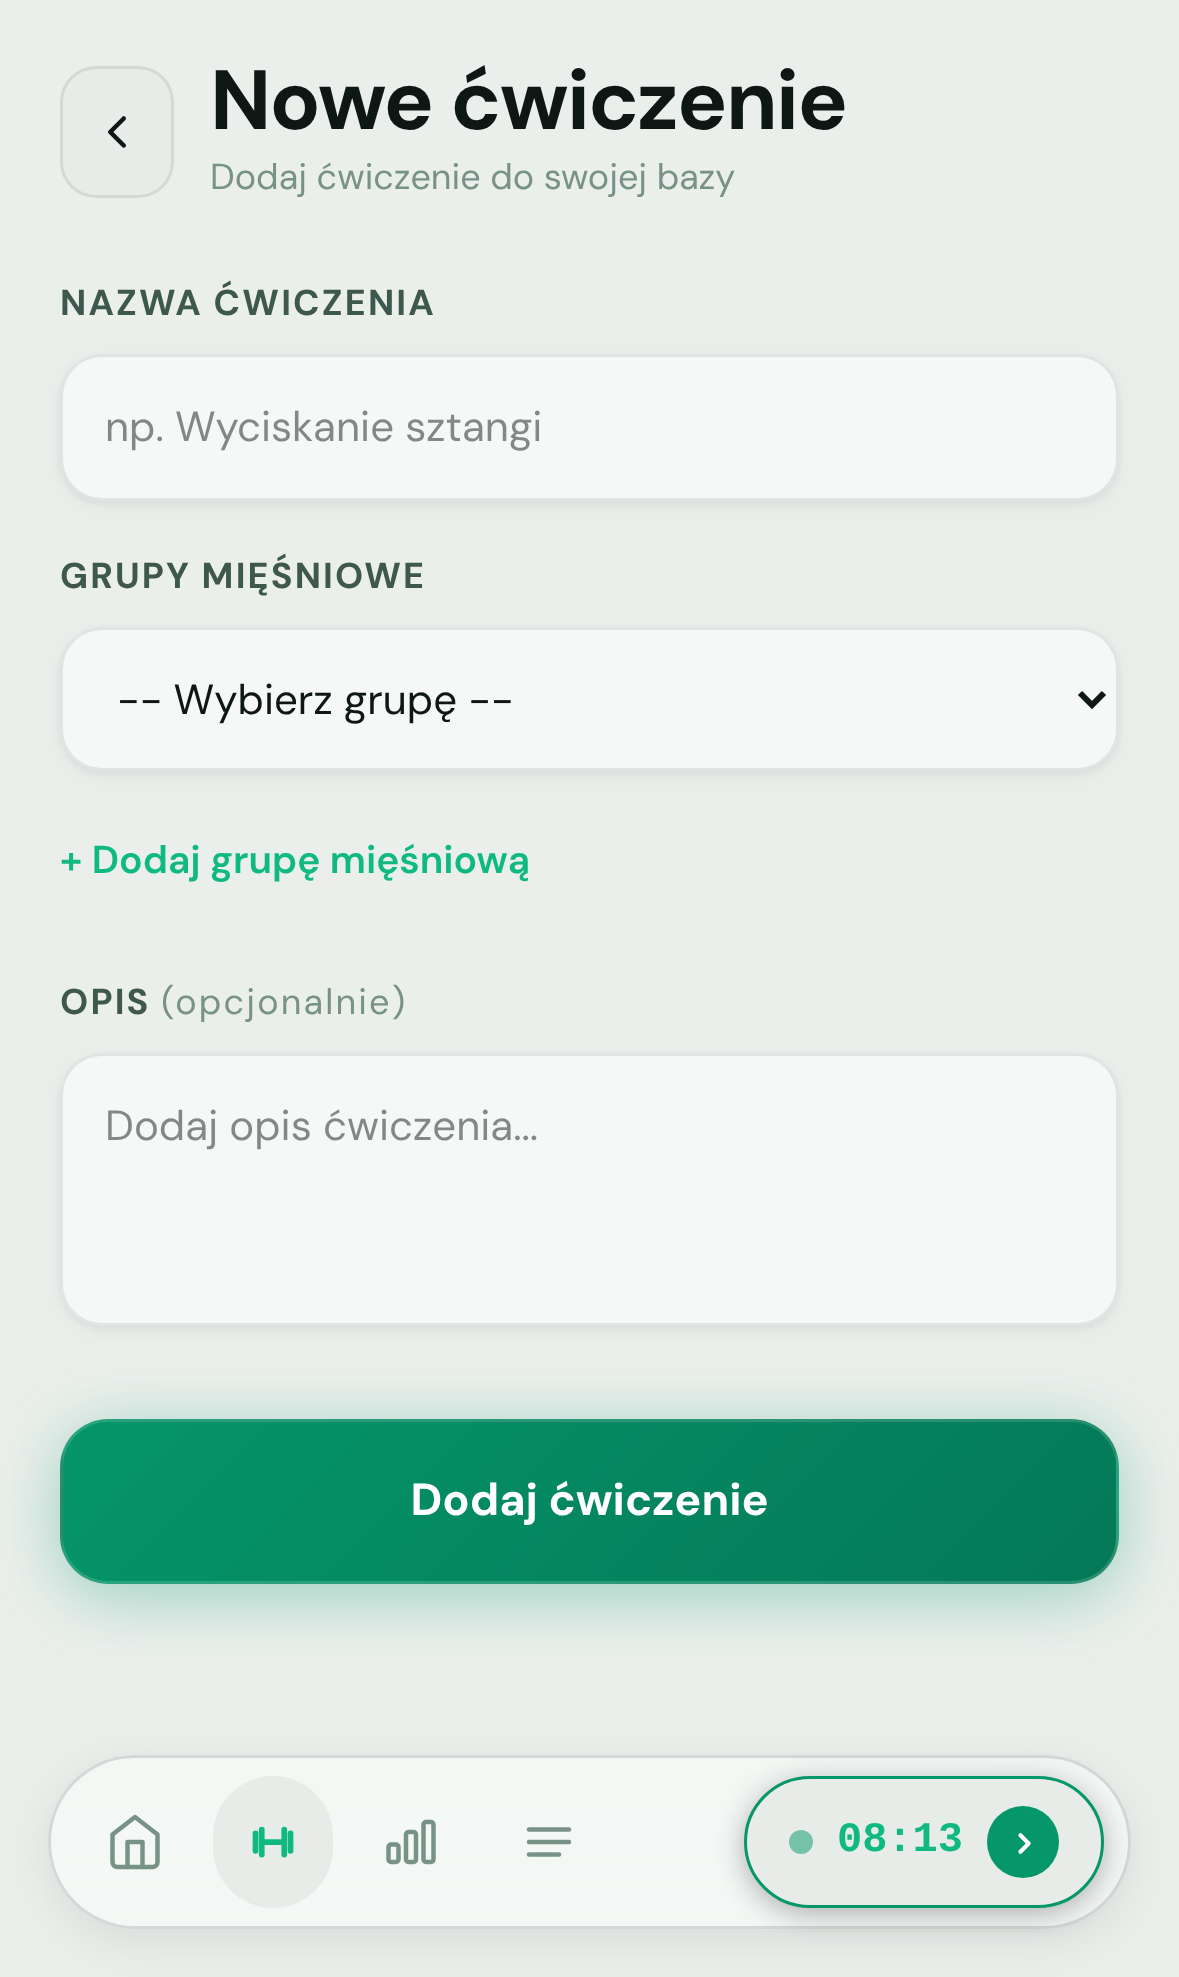 Nowe ćwiczenie
Dodaj ćwiczenie do swojej bazy
NAZWA ĆWICZENIA
np. Wyciskanie sztangi
GRUPY MIĘŚNIOWE
-- Wybierz grupę --
+ Dodaj grupę mięśniową
OPIS (opcjonalnie)
Dodaj opis ćwiczenia...
Dodaj ćwiczenie
08:13